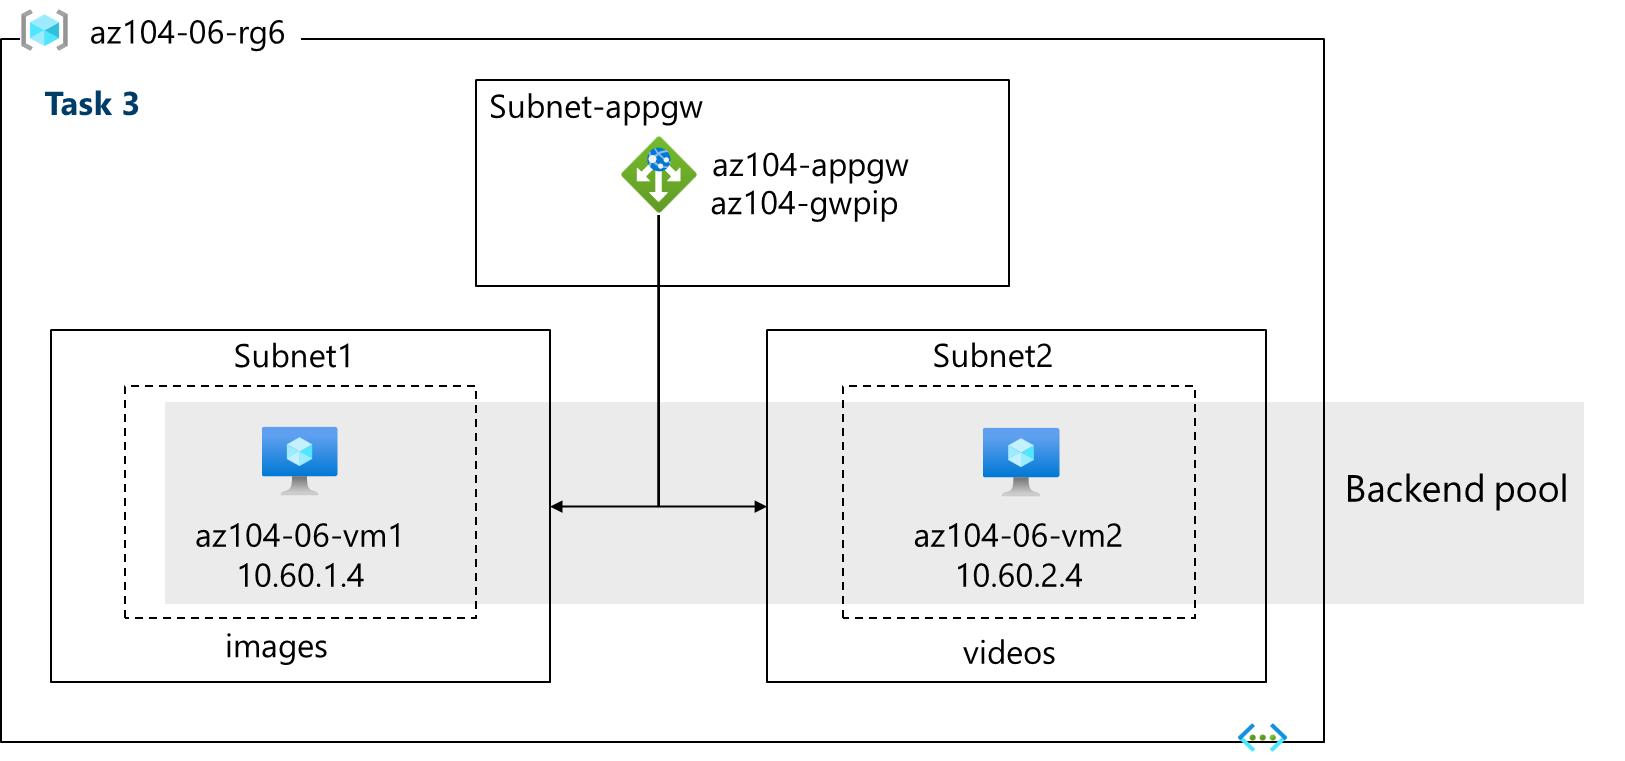 az104-06-rg6
Task 3
Subnet-appgw
az104-appgw
az104-gwpip
Subnet1
az104-06-vm1
10.60.1.4
images
Subnet2
az104-06-vm2
10.60.2.4
videos
Backend pool